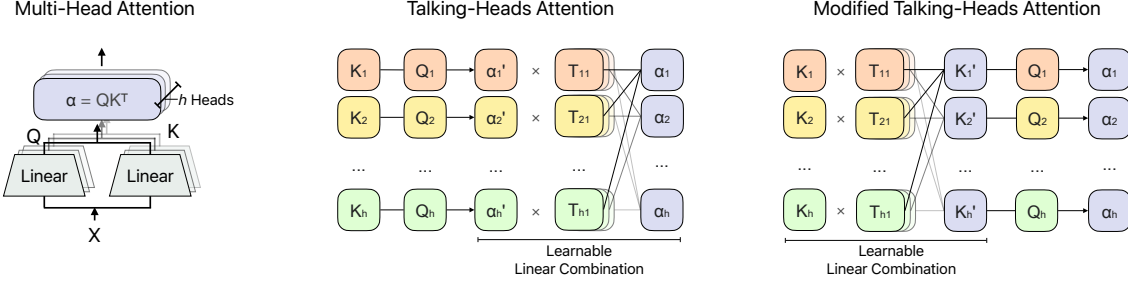 Multi-Head Attention
α = QKᵀ
h Heads
Q
K
Linear
Linear
X
Talking-Heads Attention
K₁ Q₁ α₁' × T₁₁ α₁
K₂ Q₂ α₂' × T₂₁ α₂
... ... ...
Kₕ Qₕ αₕ' × Tₕ₁ αₕ
Learnable
Linear Combination
Modified Talking-Heads Attention
K₁ × T₁₁ K₁' Q₁ α₁
K₂ × T₂₁ K₂' Q₂ α₂
... ... ... ...
Kₕ × Tₕ₁ Kₕ' Qₕ αₕ
Learnable
Linear Combination